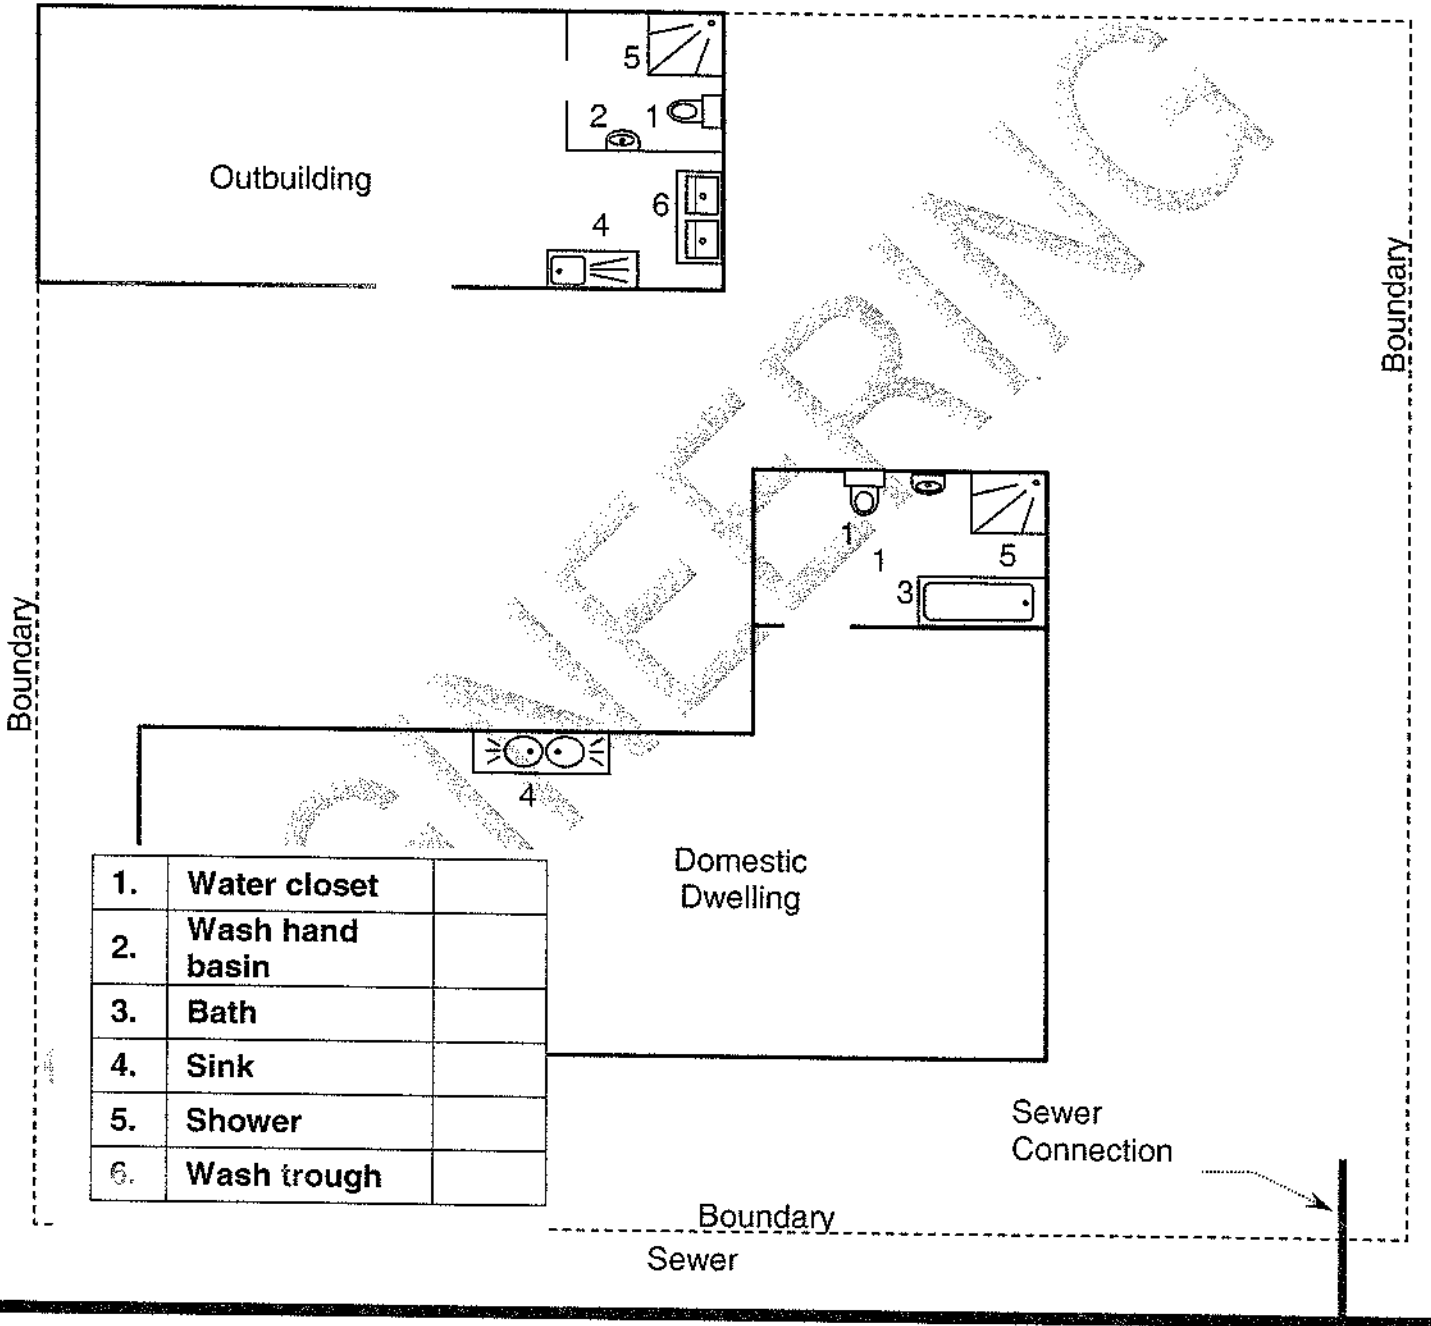 5
2 1
Outbuilding
6
4
Boundary
1
1
5
3
Boundary
4
Domestic
Dwelling
1. Water closet
2. Wash hand
basin
3. Bath
4. Sink
5. Shower
6. Wash trough
Sewer
Connection
Boundary
Sewer
GINEERING